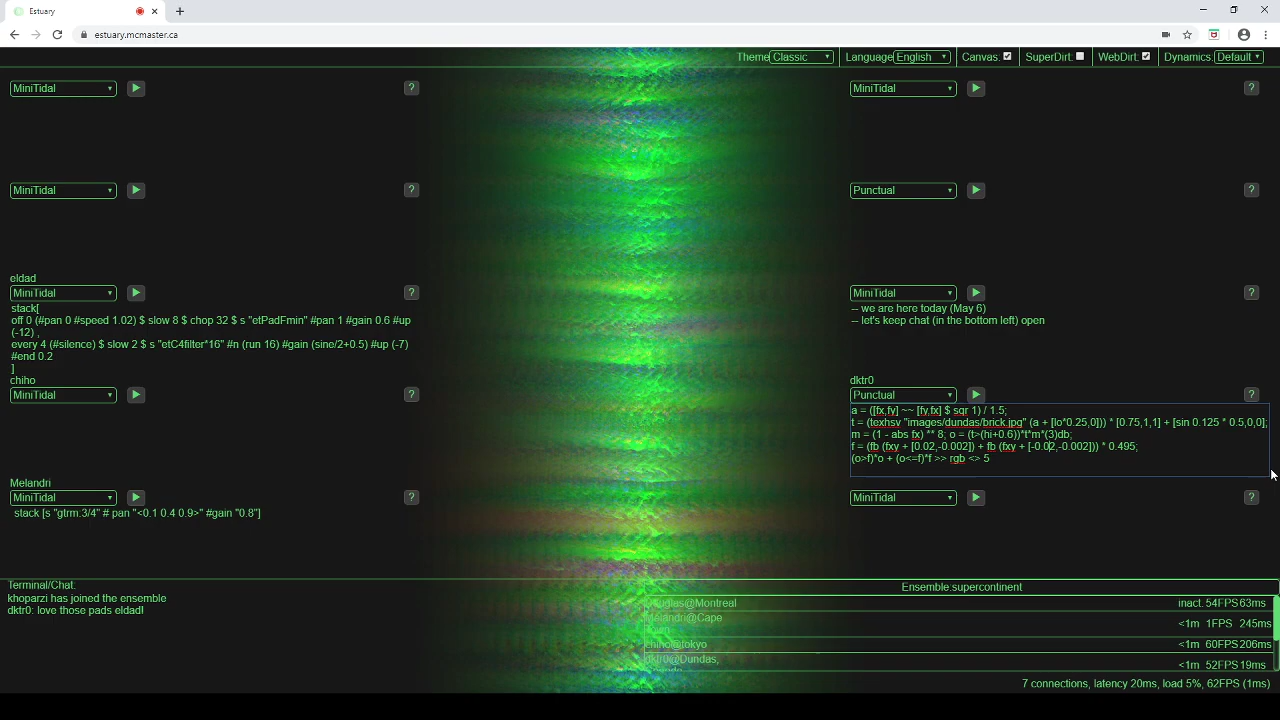 Estuary
estuary.mcmaster.ca
Theme Classic Language English Canvas: SuperDirt: WebDirt: Dynamics: Default
MiniTidal ?
MiniTidal ?
MiniTidal ?
Punctual ?
eldad
MiniTidal ?
stack[
off 0 (#pan 0 #speed 1.02) $ slow 8 $ chop 32 $ s "etPadFmin" #pan 1 #gain 0.6 #up
(-12) ,
every 4 (#silence) $ slow 2 $ s "etC4filter*16" #n (run 16) #gain (sine/2+0.5) #up (-7)
#end 0.2
]
MiniTidal ?
-- we are here today (May 6)
-- let's keep chat (in the bottom left) open
chiho
MiniTidal ?
dktr0
Punctual ?
a = ([fx,fy] ~~ [fy,fx] $ sqr 1) / 1.5;
t = (texhsv "images/dundas/brick.jpg" (a + [lo*0.25,0])) * [0.75,1,1] + [sin 0.125 * 0.5,0,0];
m = (1 - abs fx) ** 8; o = (t>(hi+0.6))*t*m*(3)db;
f = (fb (fxy + [0.02,-0.002]) + fb (fxy + [-0.02,-0.002])) * 0.495;
(o>f)*o + (o<=f)*f >> rgb <> 5
Melandri
MiniTidal ?
stack [s "gtrm:3/4" # pan "<0.1 0.4 0.9>" #gain "0.8"]
MiniTidal ?
Terminal/Chat:
khoparzi has joined the ensemble
dktr0: love those pads eldad!
Ensemble:supercontinent
@Montreal inact. 54FPS 63ms
Melandri@Cape <1m 1FPS 245ms
chiho@tokyo <1m 60FPS 206ms
dktr0@Dundas, <1m 52FPS 19ms
7 connections, latency 20ms, load 5%, 62FPS (1ms)